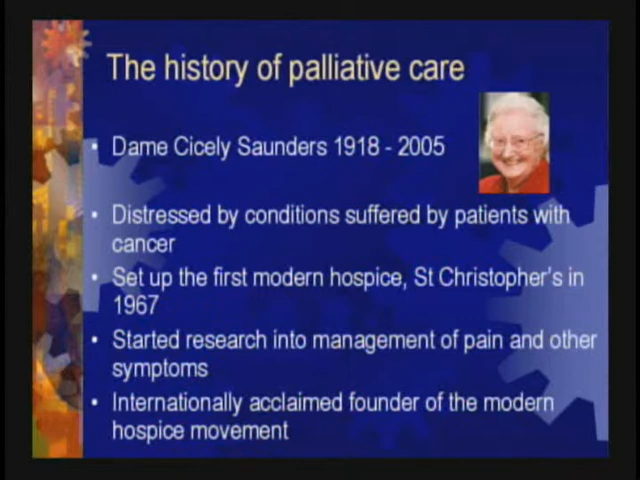 The history of palliative care
• Dame Cicely Saunders 1918 - 2005
• Distressed by conditions suffered by patients with
cancer
• Set up the first modern hospice, St Christopher's in
1967
• Started research into management of pain and other
symptoms
• Internationally acclaimed founder of the modern
hospice movement